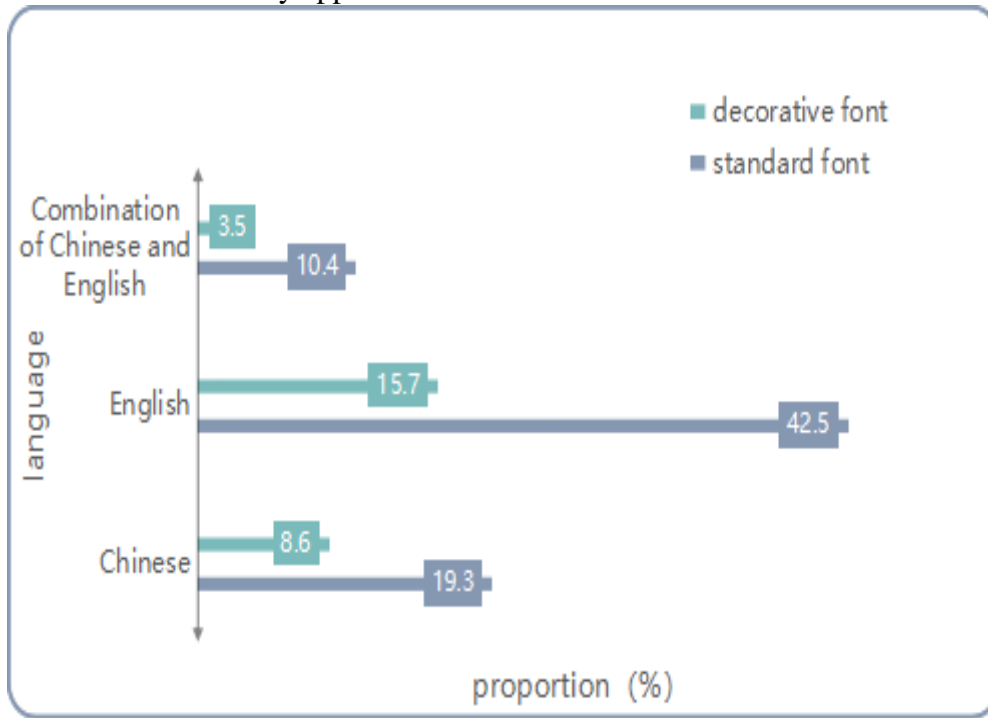 decorative font
standard font
Combination
of Chinese and
English
3.5
10.4
English
15.7
42.5
Chinese
8.6
19.3
language
proportion (%)